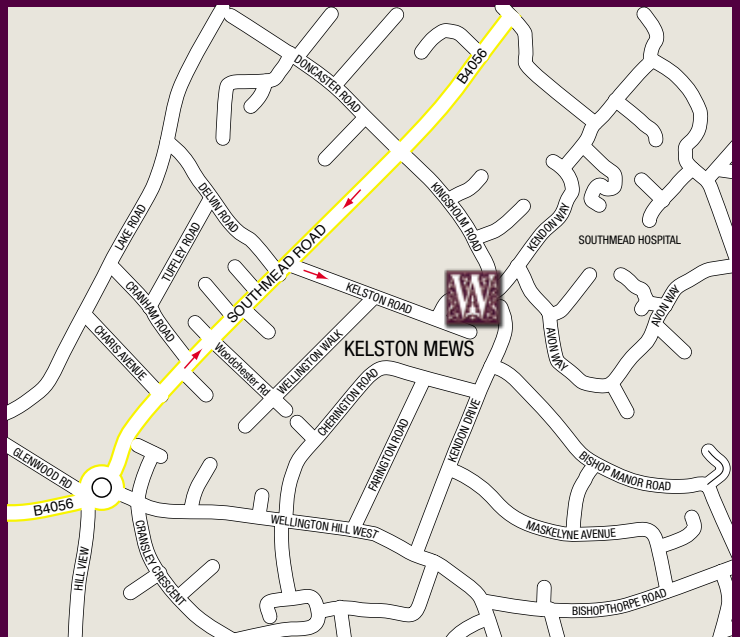 B4056
DONCASTER ROAD
KINGSHOLM ROAD
DELVIN ROAD
LAKE ROAD
TUFFLEY ROAD
KENDON WAY
SOUTHMEAD HOSPITAL
SOUTHMEAD ROAD
KELSTON ROAD
W
CRANHAM ROAD
AVON WAY
AVON WAY
CHARIS AVENUE
Woodchester Rd
WELLINGTON WALK
KELSTON MEWS
CHERINGTON ROAD
FARINGTON ROAD
KENDON DRIVE
GLENWOOD RD
BISHOP MANOR ROAD
B4056
WELLINGTON HILL WEST
MASKELYNE AVENUE
HILL VIEW
CRANSLEY CRESCENT
BISHOPTHORPE ROAD